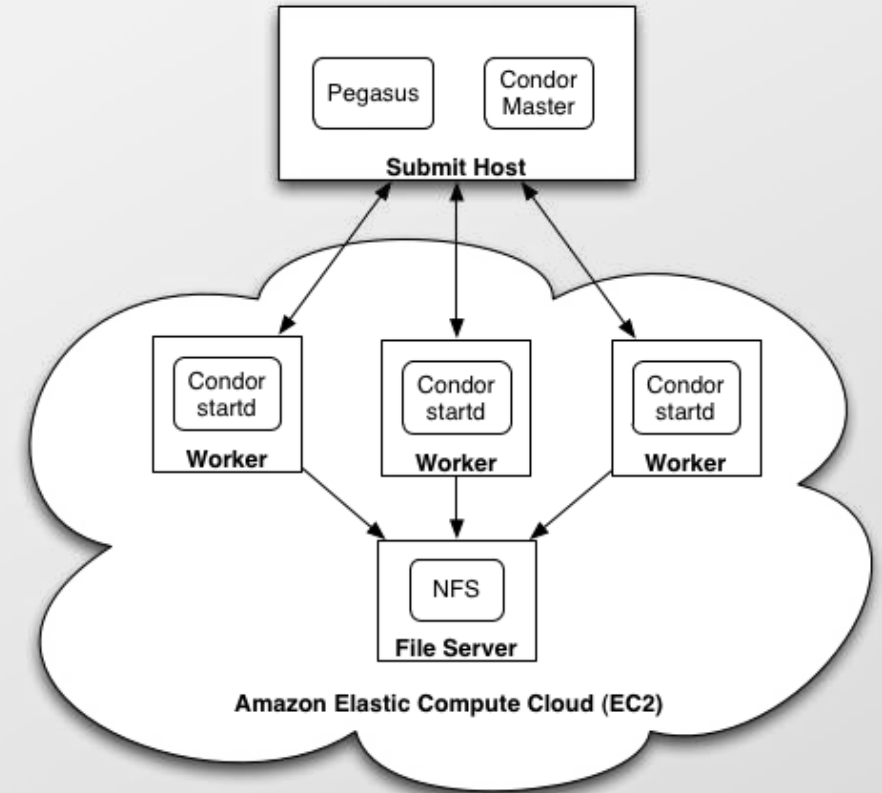 Pegasus
Condor
Master
Submit Host
Condor
startd
Worker
Condor
startd
Worker
Condor
startd
Worker
NFS
File Server
Amazon Elastic Compute Cloud (EC2)